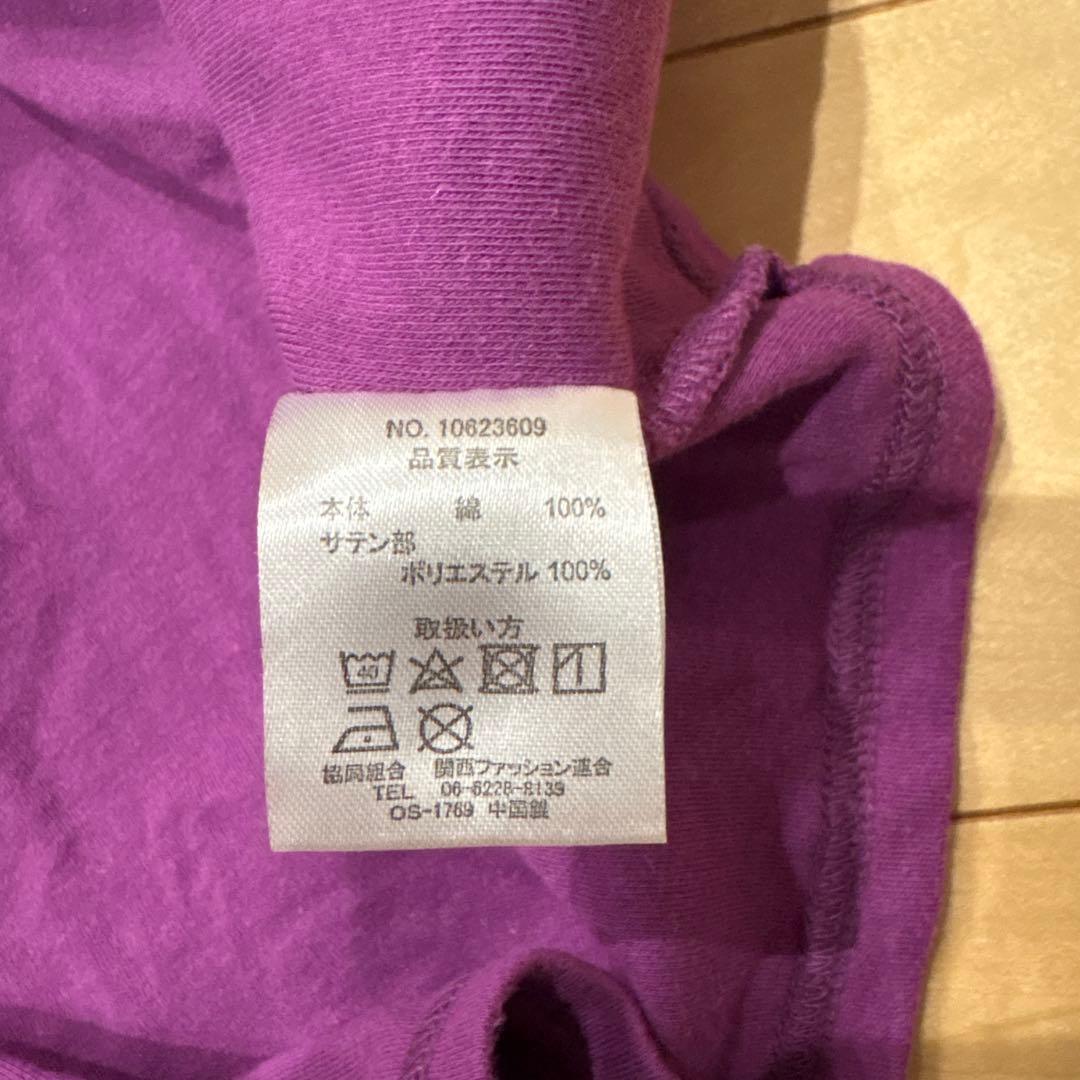 NO. 10623609
品質表示
本体 綿 100%
サテン部
ポリエステル 100%
取扱い方
40
協同組合 関西ファッション連合
TEL 06-6228-8139
OS-1769 中国製